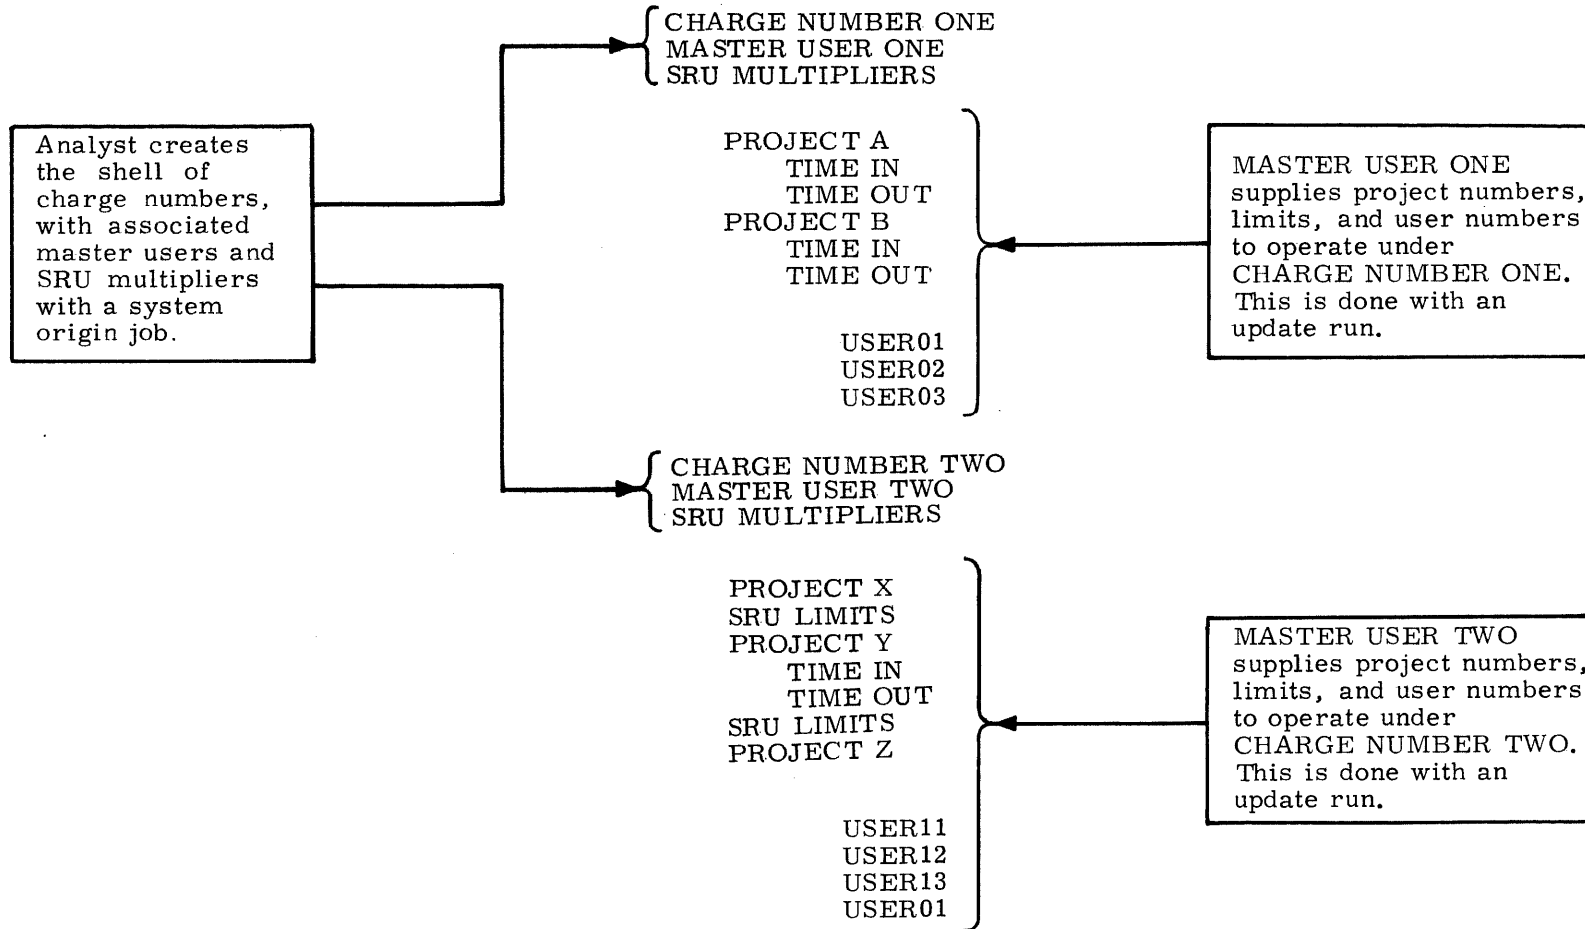 CHARGE NUMBER ONE
MASTER USER ONE
SRU MULTIPLIERS
Analyst creates
the shell of
charge numbers,
with associated
master users and
SRU multipliers
with a system
origin job.
PROJECT A
TIME IN
TIME OUT
PROJECT B
TIME IN
TIME OUT
USER01
USER02
USER03
MASTER USER ONE
supplies project numbers,
limits, and user numbers
to operate under
CHARGE NUMBER ONE.
This is done with an
update run.
CHARGE NUMBER TWO
MASTER USER TWO
SRU MULTIPLIERS
PROJECT X
SRU LIMITS
PROJECT Y
TIME IN
TIME OUT
SRU LIMITS
PROJECT Z
USER11
USER12
USER13
USER01
MASTER USER TWO
supplies project numbers,
limits, and user numbers
to operate under
CHARGE NUMBER TWO.
This is done with an
update run.